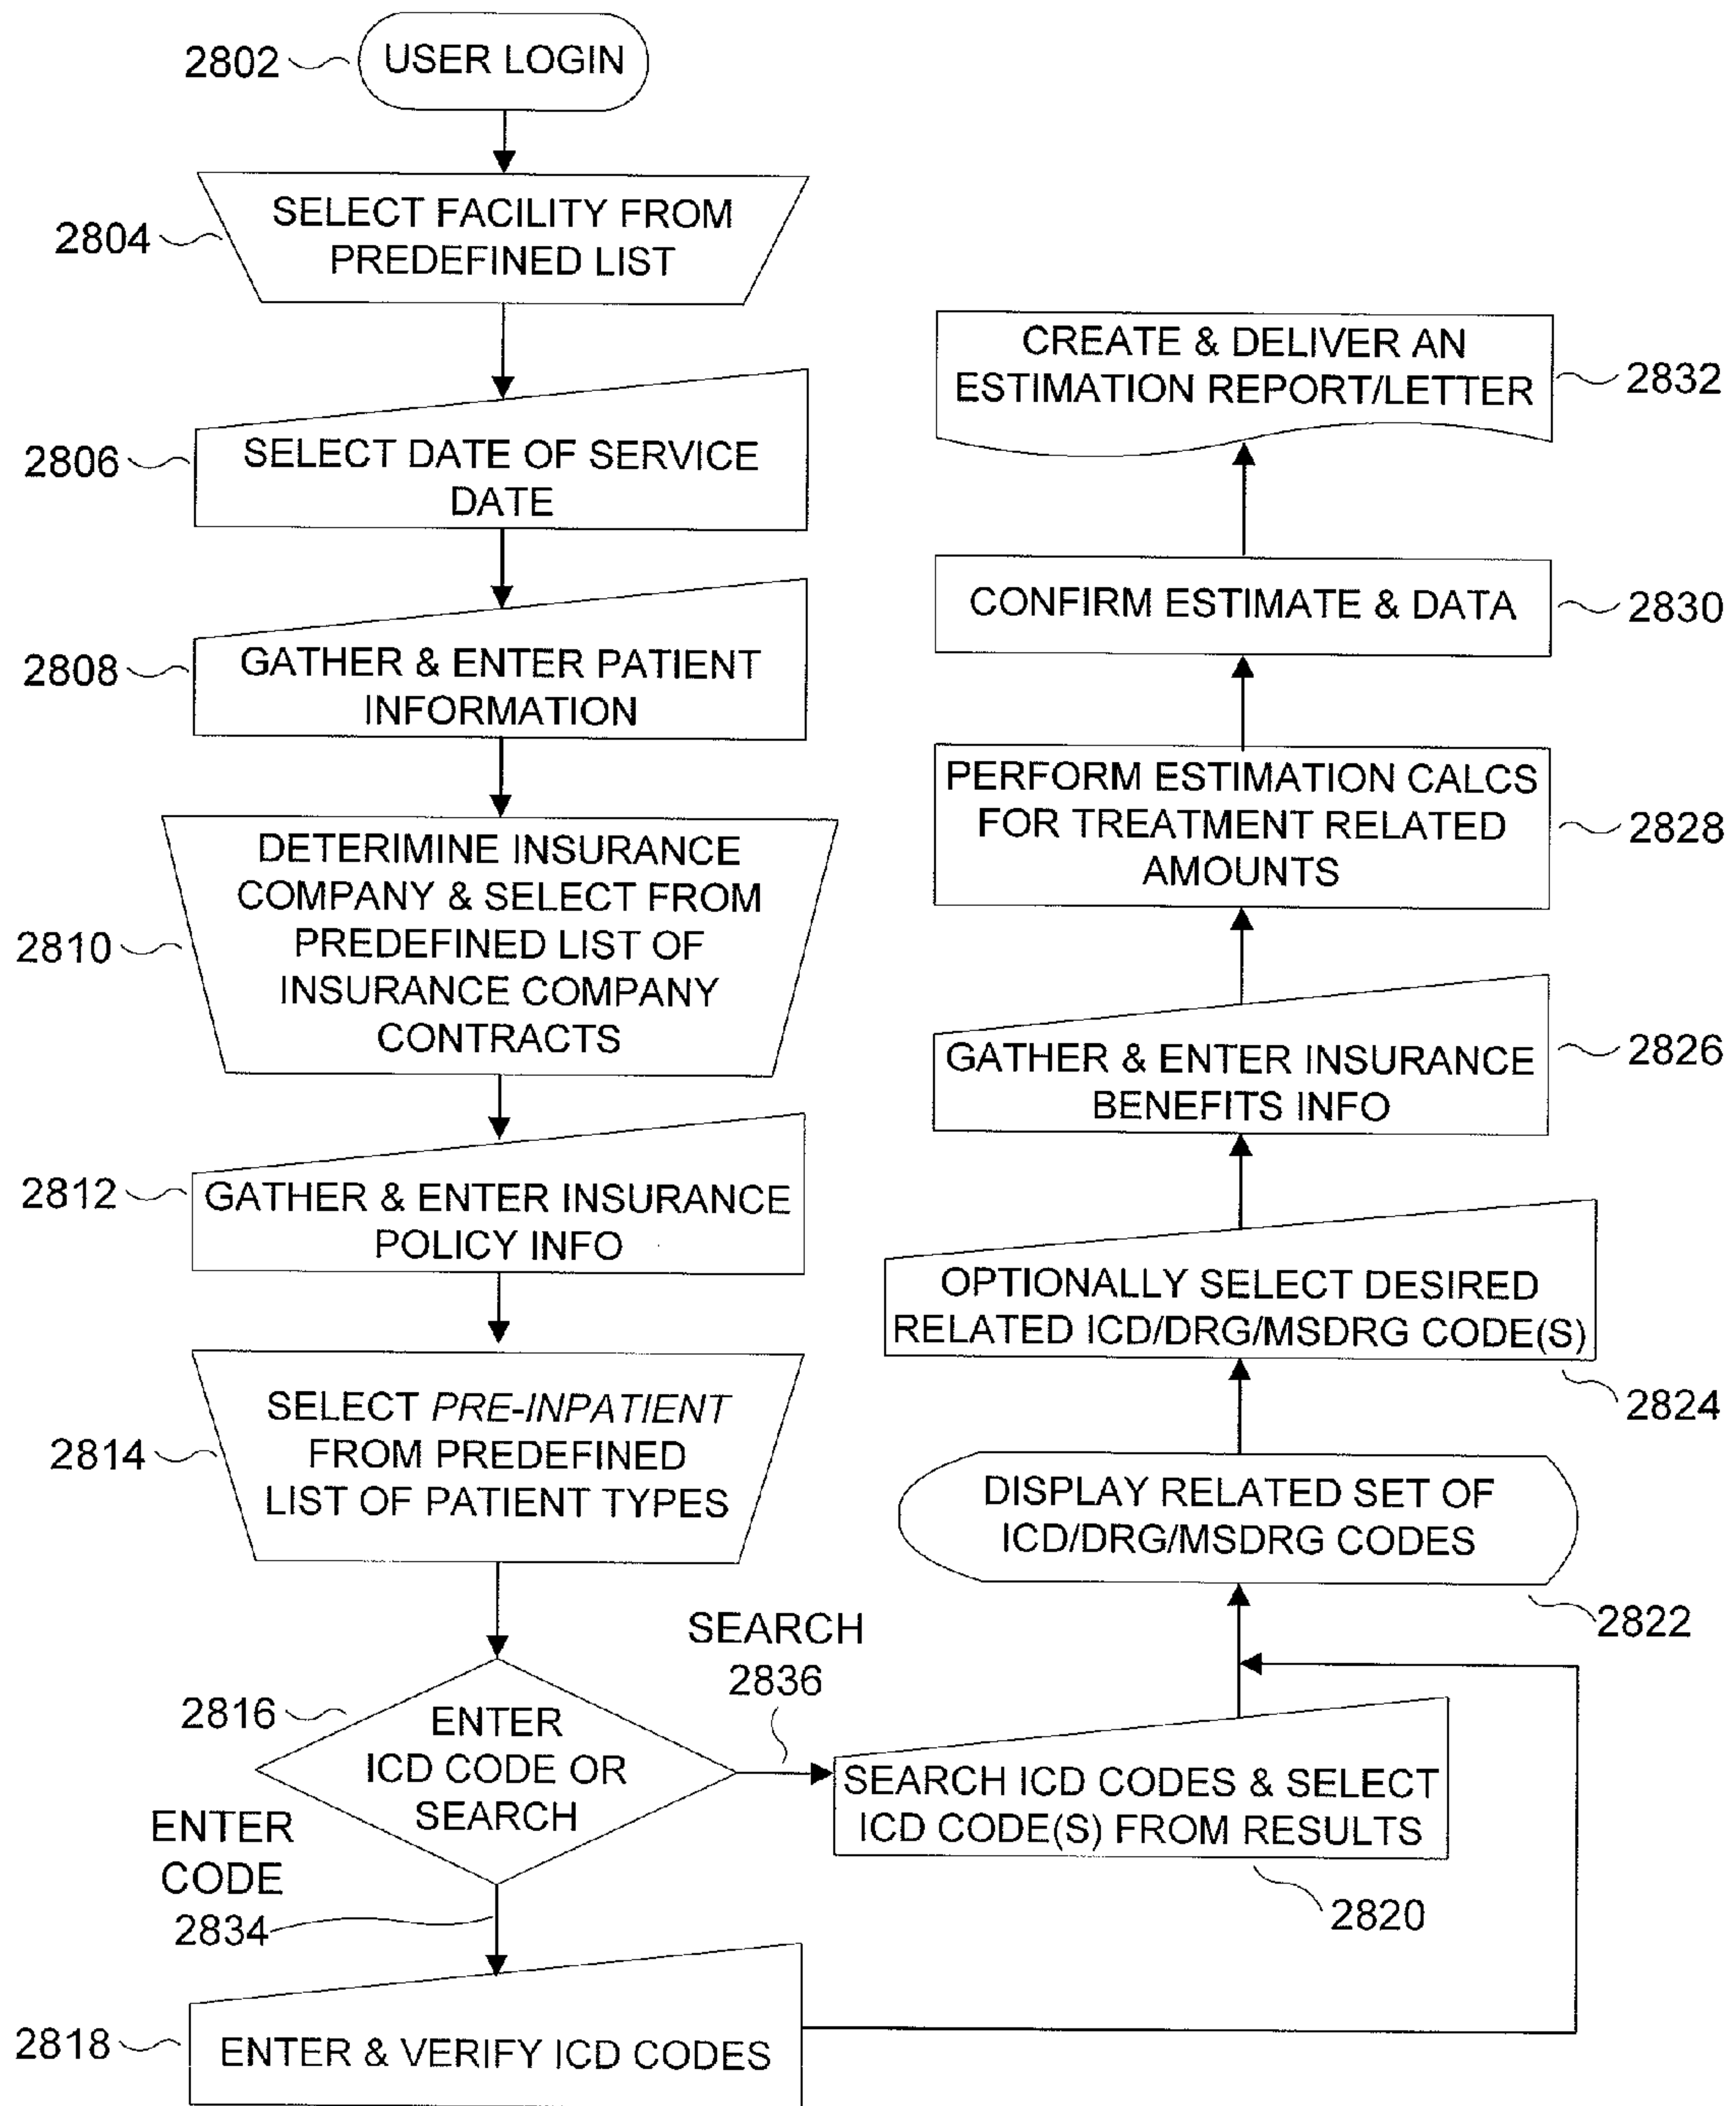 2802
USER LOGIN
2804
SELECT FACILITY FROM
PREDEFINED LIST
2806
SELECT DATE OF SERVICE
DATE
2808
GATHER & ENTER PATIENT
INFORMATION
2810
DETERIMINE INSURANCE
COMPANY & SELECT FROM
PREDEFINED LIST OF
INSURANCE COMPANY
CONTRACTS
2812
GATHER & ENTER INSURANCE
POLICY INFO
2814
SELECT PRE-INPATIENT
FROM PREDEFINED
LIST OF PATIENT TYPES
2816
ENTER
ICD CODE OR
SEARCH
ENTER
CODE
2834
2818
ENTER & VERIFY ICD CODES
SEARCH
2836
SEARCH ICD CODES & SELECT
ICD CODE(S) FROM RESULTS
2820
DISPLAY RELATED SET OF
ICD/DRG/MSDRG CODES
2822
OPTIONALLY SELECT DESIRED
RELATED ICD/DRG/MSDRG CODE(S)
2824
GATHER & ENTER INSURANCE
BENEFITS INFO
2826
PERFORM ESTIMATION CALCS
FOR TREATMENT RELATED
AMOUNTS
2828
CONFIRM ESTIMATE & DATA
2830
CREATE & DELIVER AN
ESTIMATION REPORT/LETTER
2832